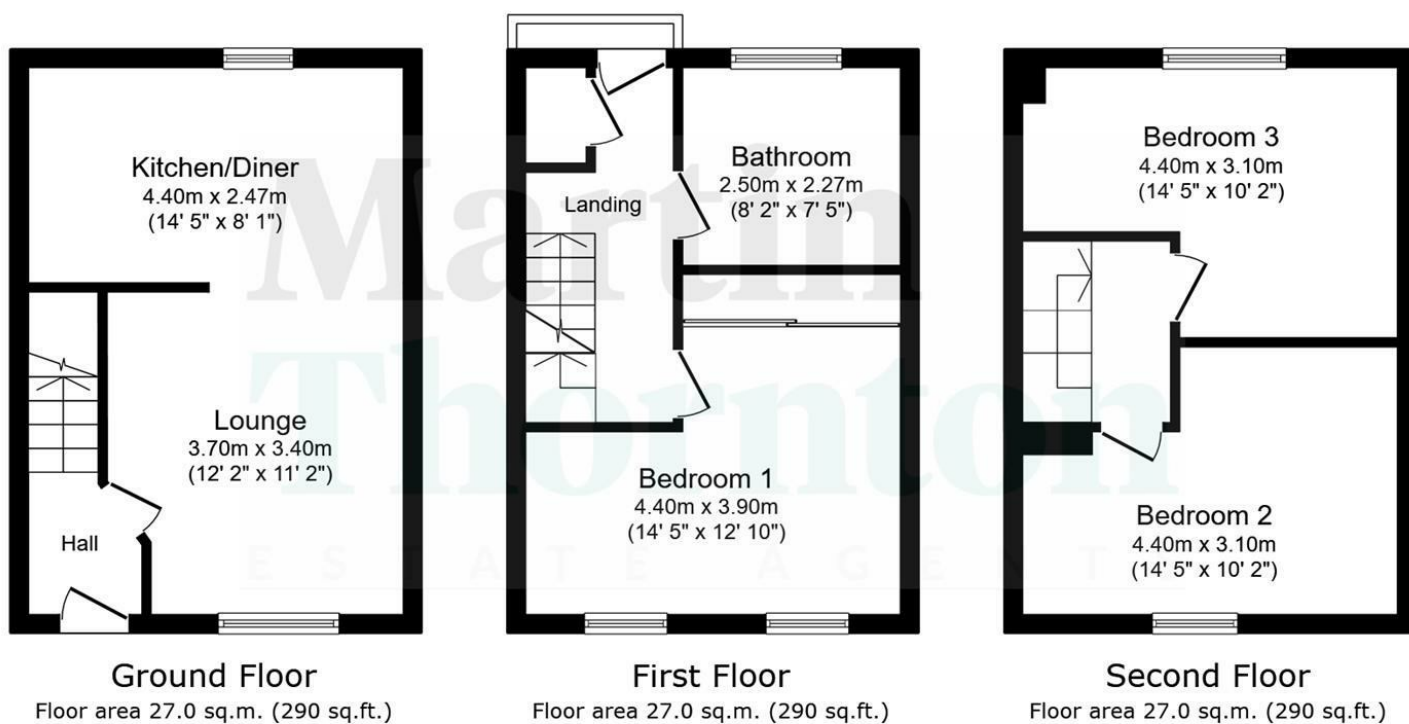 Kitchen/Diner
4.40m x 2.47m
(14' 5" x 8' 1")
Lounge
3.70m x 3.40m
(12' 2" x 11' 2")
Hall
Ground Floor
Floor area 27.0 sq.m. (290 sq.ft.)
Bathroom
2.50m x 2.27m
(8' 2" x 7' 5")
Landing
Bedroom 1
4.40m x 3.90m
(14' 5" x 12' 10")
First Floor
Floor area 27.0 sq.m. (290 sq.ft.)
Bedroom 3
4.40m x 3.10m
(14' 5" x 10' 2")
Bedroom 2
4.40m x 3.10m
(14' 5" x 10' 2")
Second Floor
Floor area 27.0 sq.m. (290 sq.ft.)
Martin
Thornton
ESTATE AGENT